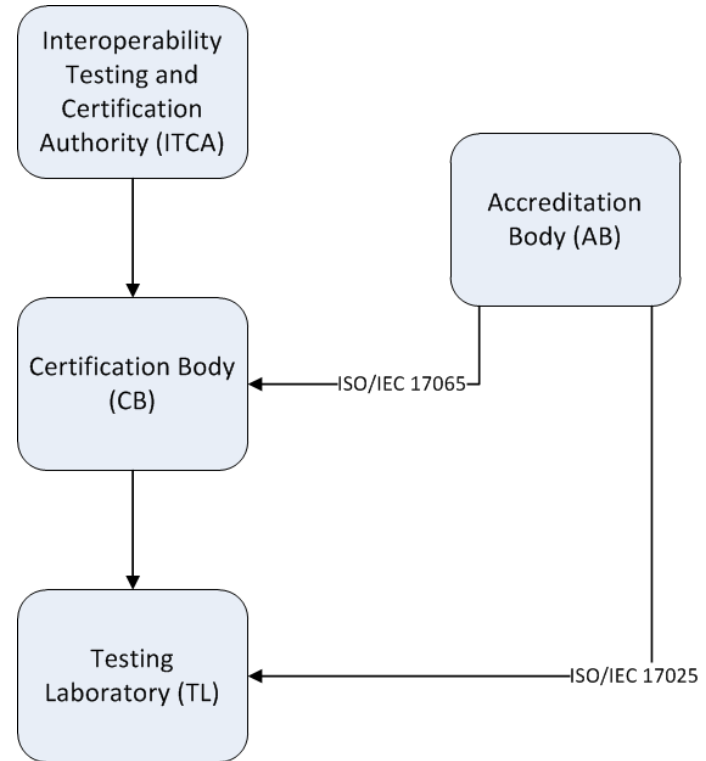 Interoperability
Testing and
Certification
Authority (ITCA)
Accreditation
Body (AB)
Certification Body
(CB)
ISO/IEC 17065
Testing
Laboratory (TL)
ISO/IEC 17025